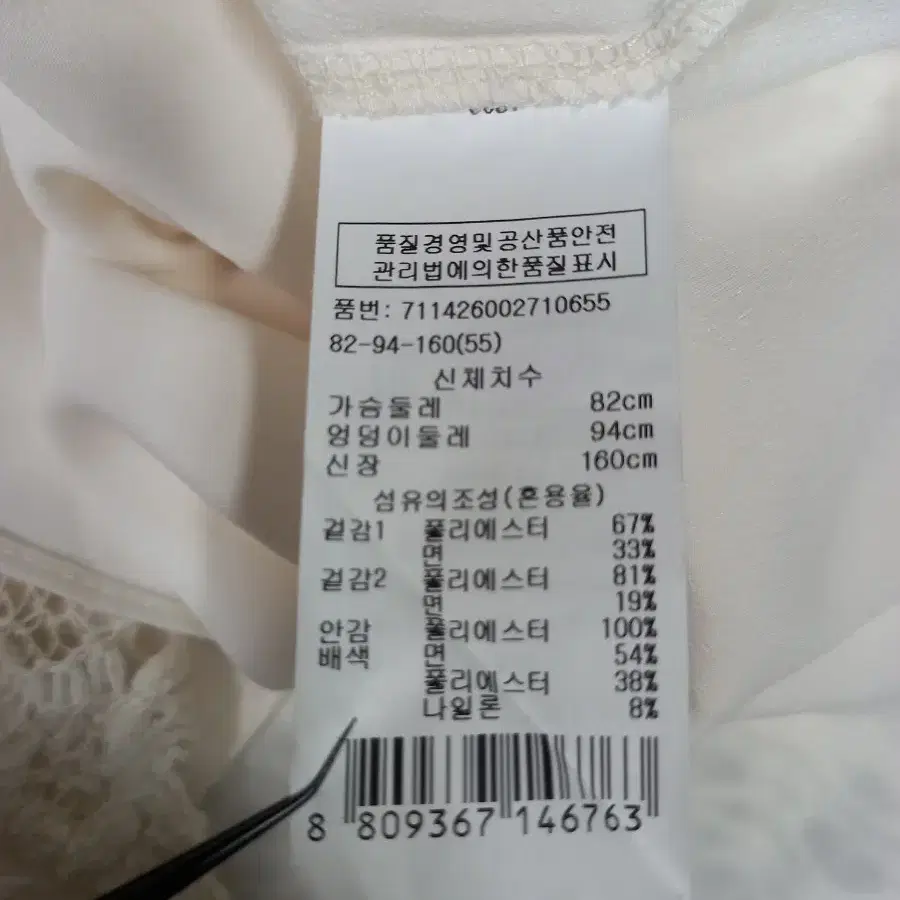 품질경영및공산품안전
관리법에의한품질표시
품번: 711426002710655
82-94-160(55)
신체치수
가슴둘레 82cm
엉덩이둘레 94cm
신장 160cm
섬유의조성(혼용율)
겉감1 폴리에스터 67%
면 33%
겉감2 폴리에스터 81%
면 19%
안감 폴리에스터 100%
배색 면 54%
폴리에스터 38%
나일론 8%
8 809367 146763